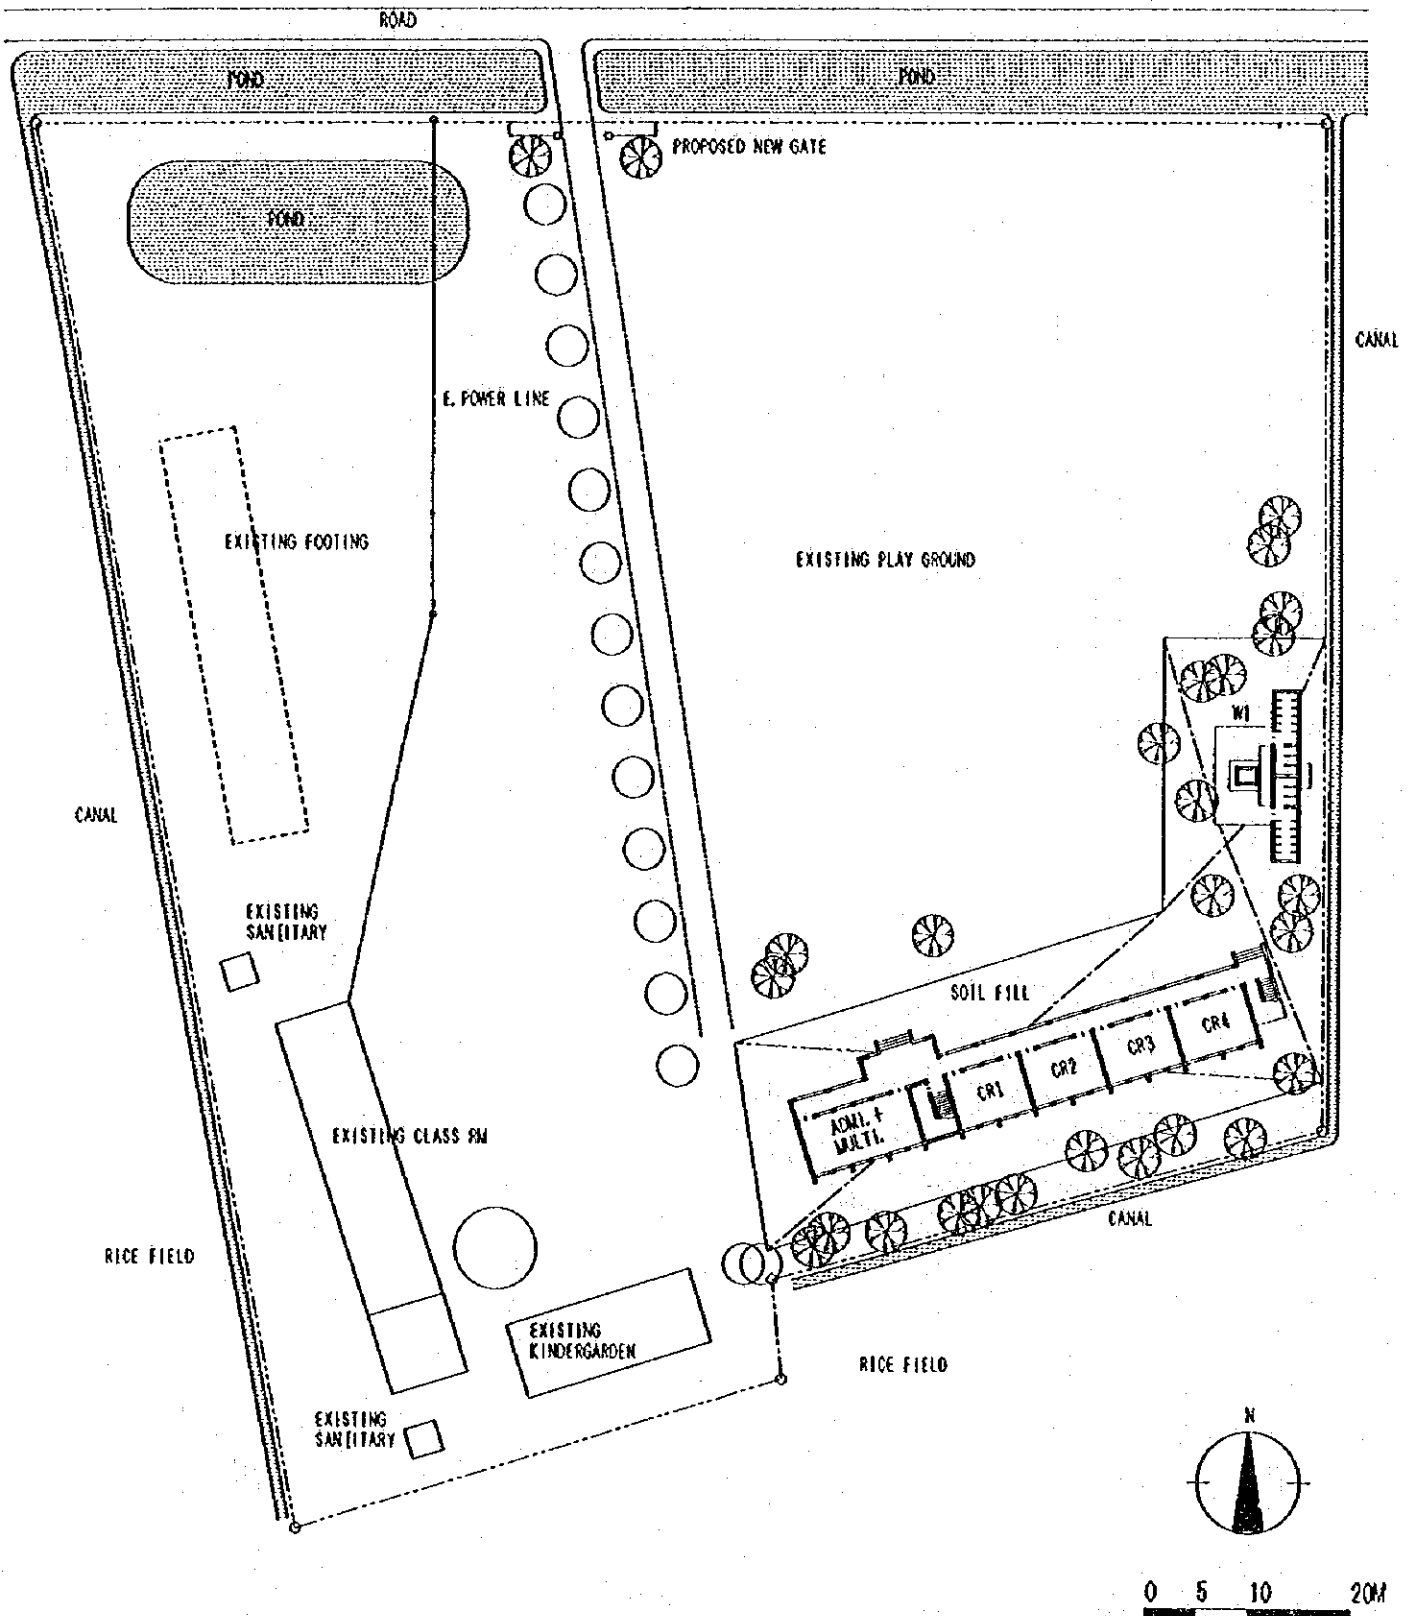 ROAD
POND
POND
PROPOSED NEW GATE
POND
CANAL
E. POWER LINE
EXISTING FOOTING
EXISTING PLAY GROUND
W1
CANAL
EXISTING
SANITARY
SOIL FILL
CR4
CR3
CR2
CR1
ADMI. +
MULTI.
EXISTING CLASS RM
CANAL
RICE FIELD
EXISTING
KINDERGARDEN
RICE FIELD
EXISTING
SANITARY
N
0 5 10 20M